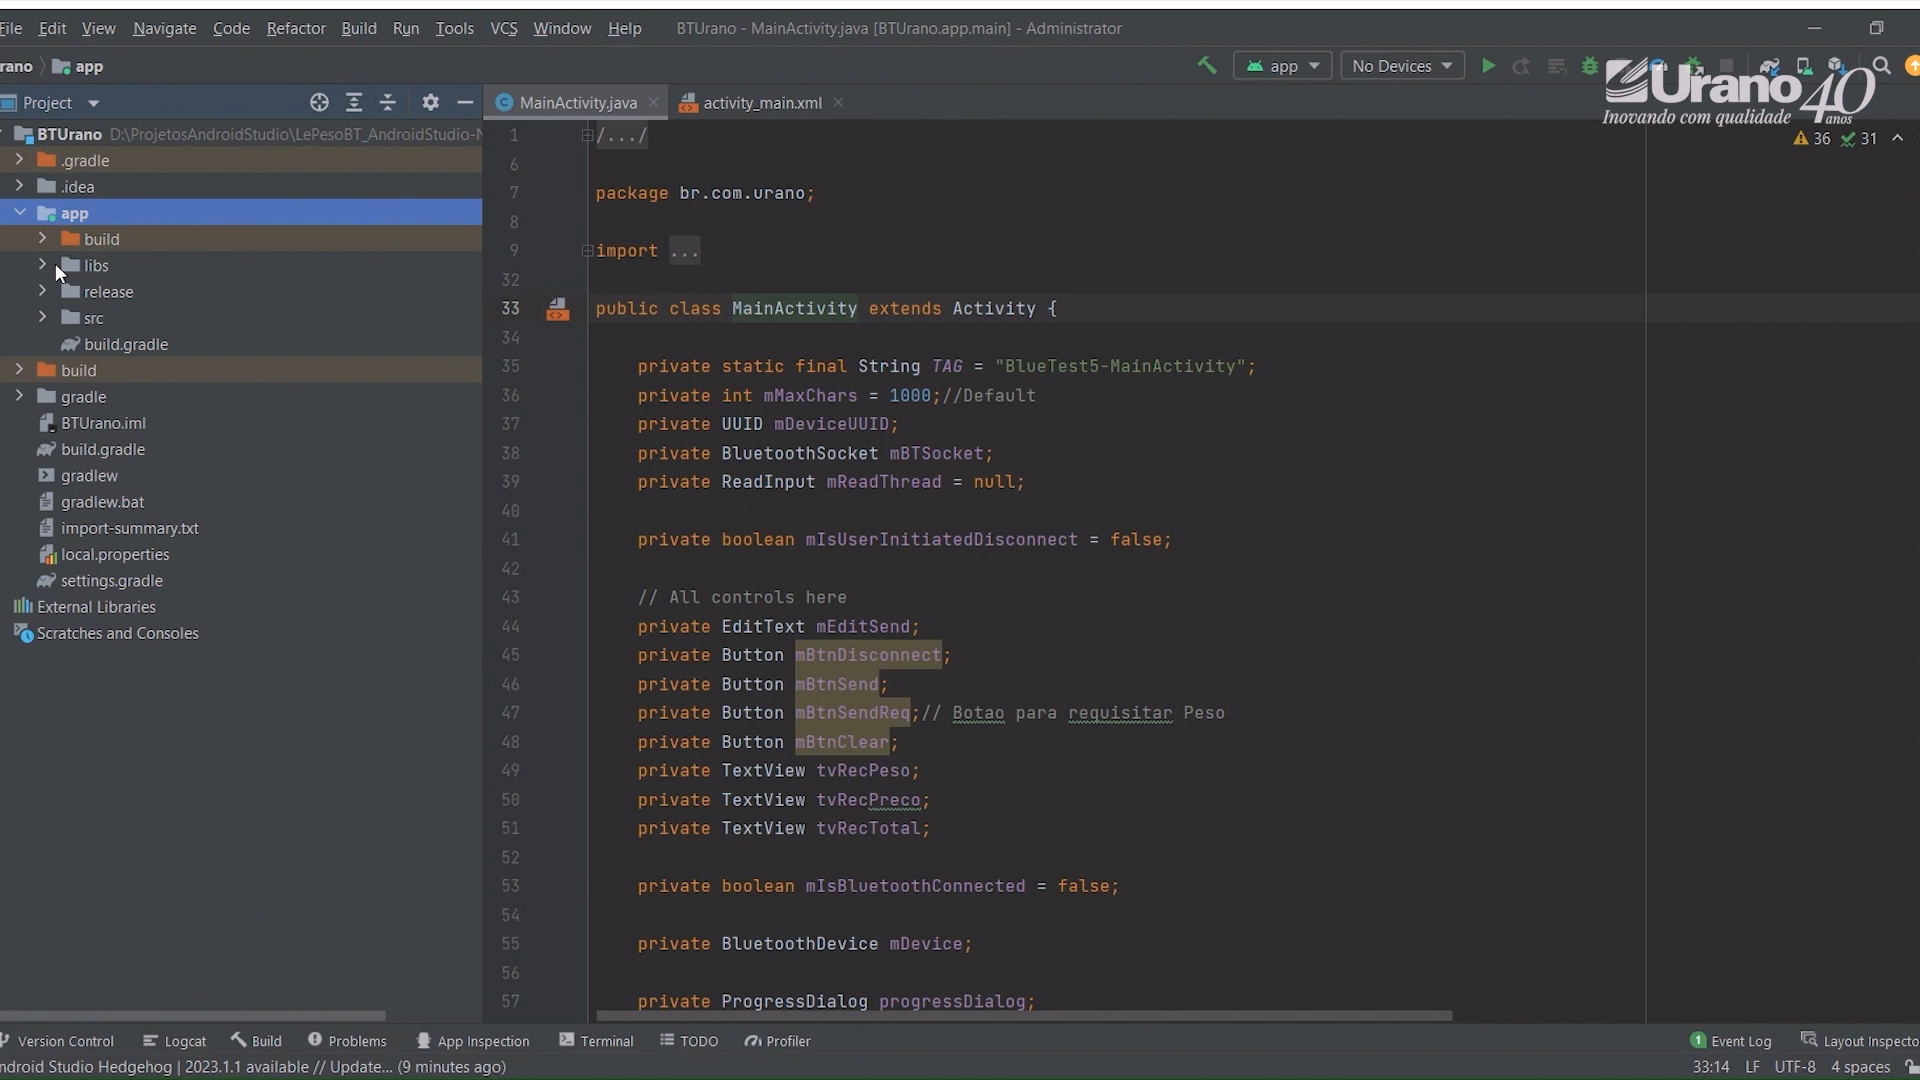 File Edit View Navigate Code Refactor Build Run Tools VCS Window Help BTUrano - MainActivity.java [BTUrano.app.main] - Administrator
rano app app No Devices
Urano 40 anos
Inovando com qualidade
Project MainActivity.java activity_main.xml
36 31
BTUrano D:\ProjetosAndroidStudio\LePesoBT_AndroidStudio-N
.gradle
.idea
app
build
libs
release
src
build.gradle
build
gradle
BTUrano.iml
build.gradle
gradlew
gradlew.bat
import-summary.txt
local.properties
settings.gradle
External Libraries
Scratches and Consoles
1 /.../
6
7 package br.com.urano;
8
9 import ...
32
33 public class MainActivity extends Activity {
34
35 private static final String TAG = "BlueTest5-MainActivity";
36 private int mMaxChars = 1000;//Default
37 private UUID mDeviceUUID;
38 private BluetoothSocket mBTSocket;
39 private ReadInput mReadThread = null;
40
41 private boolean mIsUserInitiatedDisconnect = false;
42
43 // All controls here
44 private EditText mEditSend;
45 private Button mBtnDisconnect;
46 private Button mBtnSend;
47 private Button mBtnSendReq;// Botao para requisitar Peso
48 private Button mBtnClear;
49 private TextView tvRecPeso;
50 private TextView tvRecPreco;
51 private TextView tvRecTotal;
52
53 private boolean mIsBluetoothConnected = false;
54
55 private BluetoothDevice mDevice;
56
57 private ProgressDialog progressDialog;
Version Control Logcat Build Problems App Inspection Terminal TODO Profiler 1 Event Log Layout Inspecto
ndroid Studio Hedgehog | 2023.1.1 available // Update... (9 minutes ago) 33:14 LF UTF-8 4 spaces